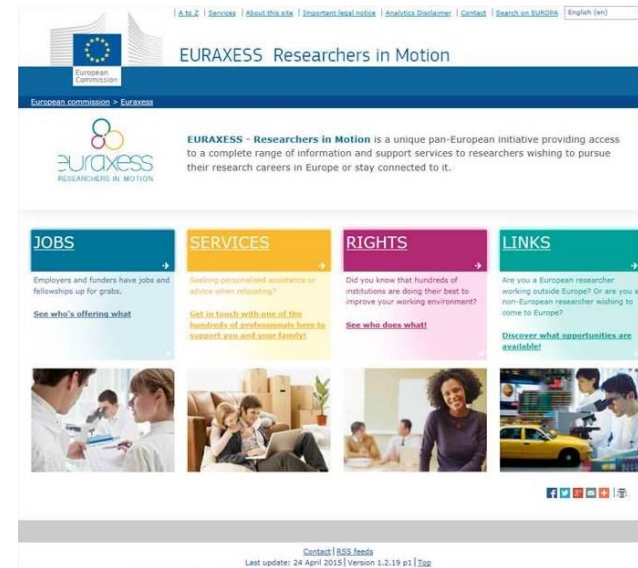 A to Z | Services | About this site | Important legal notice | Analytics Disclaimer | Contact | Search on EUROPA English (en)
European
Commission
EURAXESS Researchers in Motion
European commission > Euraxess
euraxess
RESEARCHERS IN MOTION
EURAXESS - Researchers in Motion is a unique pan-European initiative providing access
to a complete range of information and support services to researchers wishing to pursue
their research careers in Europe or stay connected to it.
JOBS
Employers and funders have jobs and
fellowships up for grabs.
See who's offering what
SERVICES
Seeking personalised assistance or
advice when relocating?
Get in touch with one of the
hundreds of professionals here to
support you and your family!
RIGHTS
Did you know that hundreds of
institutions are doing their best to
improve your working environment?
See who does what!
LINKS
Are you a European researcher
working outside Europe? Or are you a
non-European researcher wishing to
come to Europe?
Discover what opportunities are
available!
Contact | RSS feeds
Last update: 24 April 2015 | Version 1.2.19 p1 | Top